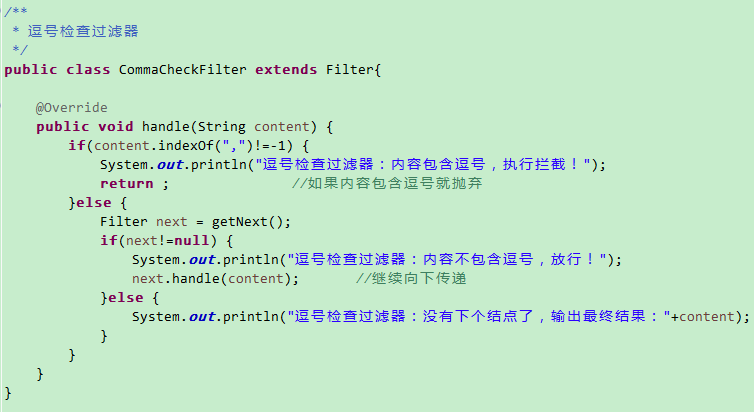 /**
 * 逗号检查过滤器
 */
public class CommaCheckFilter extends Filter{
    @Override
    public void handle(String content) {
        if(content.indexOf(",")!=-1) {
            System.out.println("逗号检查过滤器：内容包含逗号，执行拦截！");
            return ;                //如果内容包含逗号就抛弃
        }else {
            Filter next = getNext();
            if(next!=null) {
                System.out.println("逗号检查过滤器：内容不包含逗号，放行！");
                next.handle(content);       //继续向下传递
            }else {
                System.out.println("逗号检查过滤器：没有下个结点了，输出最终结果："+content);
            }
        }
    }
}